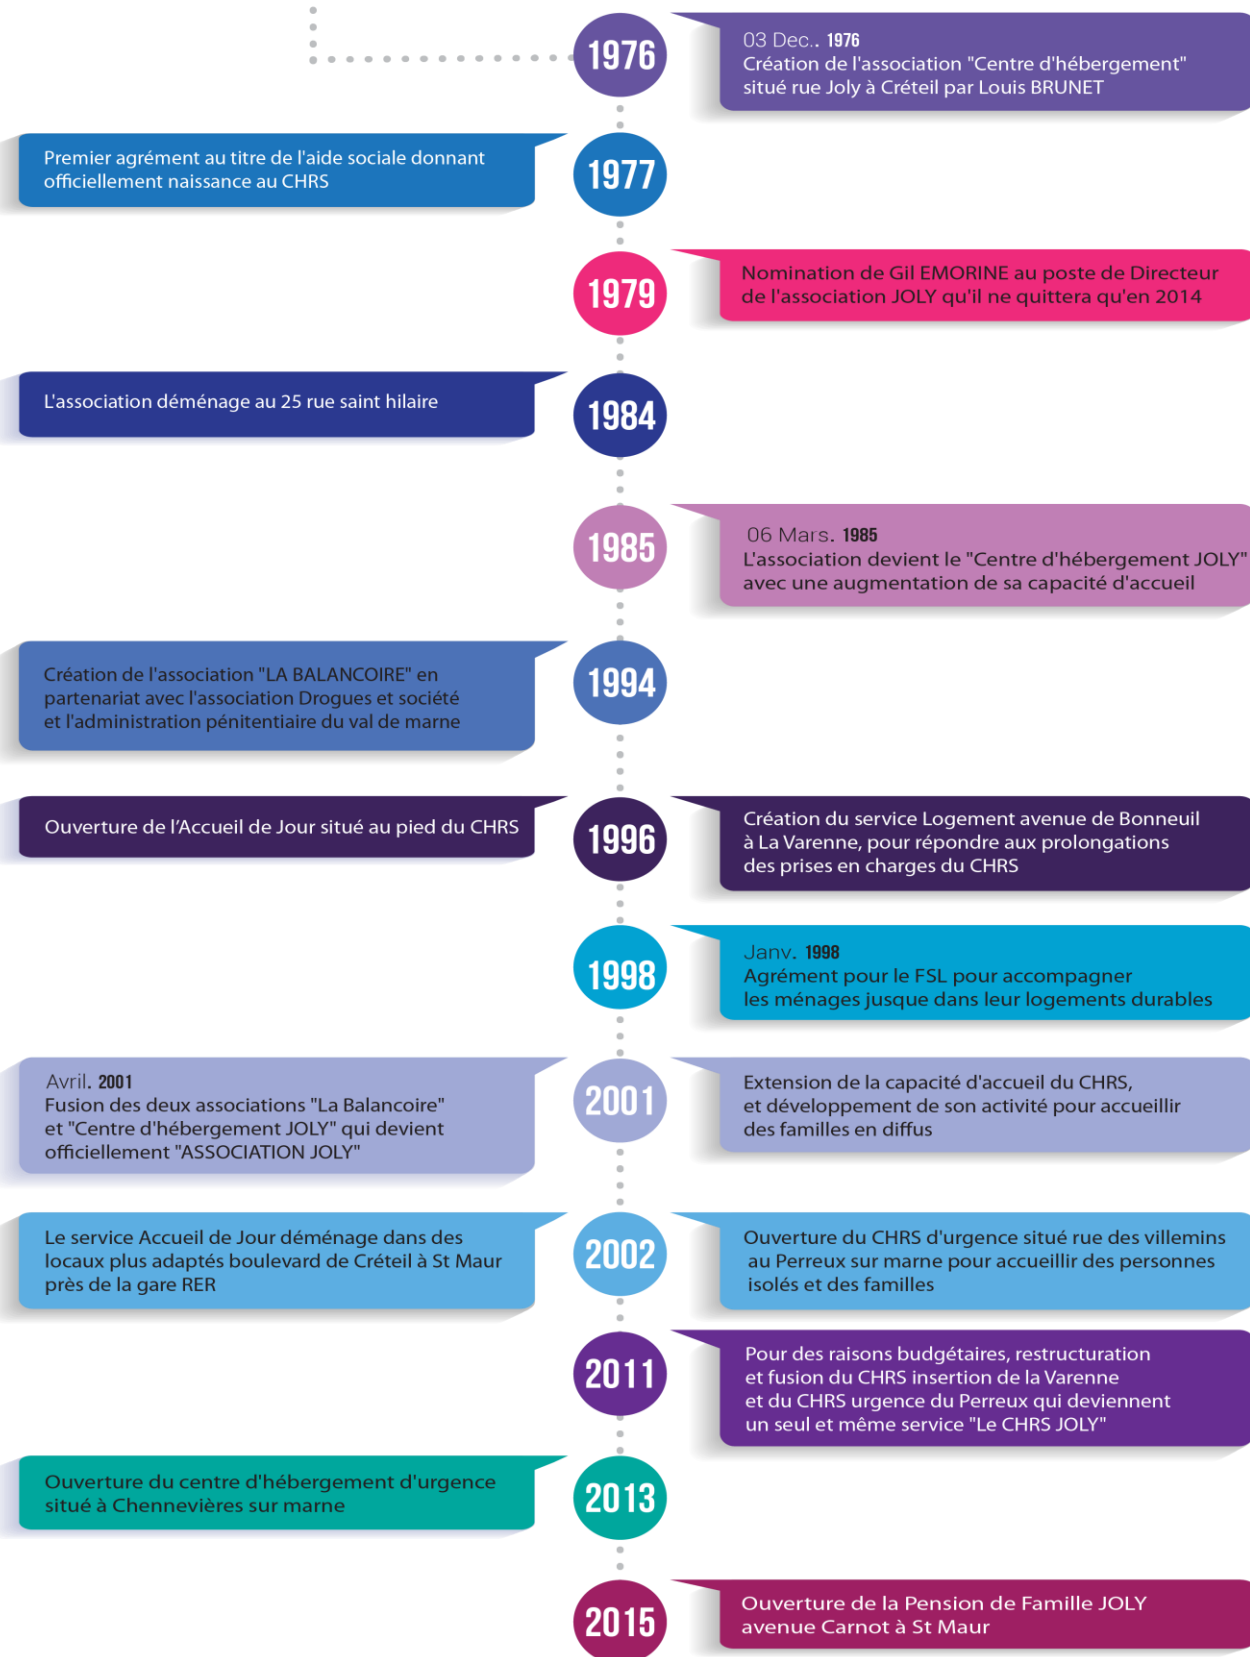 1976
03 Dec.. 1976
Création de l'association "Centre d'hébergement"
situé rue Joly à Créteil par Louis BRUNET
Premier agrément au titre de l'aide sociale donnant
officiellement naissance au CHRS
1977
1979
Nomination de Gil EMORINE au poste de Directeur
de l'association JOLY qu'il ne quittera qu'en 2014
L'association déménage au 25 rue saint hilaire
1984
1985
06 Mars. 1985
L'association devient le "Centre d'hébergement JOLY"
avec une augmentation de sa capacité d'accueil
Création de l'association "LA BALANCOIRE" en
partenariat avec l'association Drogues et société
et l'administration pénitentiaire du val de marne
1994
Ouverture de l’Accueil de Jour situé au pied du CHRS
1996
Création du service Logement avenue de Bonneuil
à La Varenne, pour répondre aux prolongations
des prises en charges du CHRS
1998
Janv. 1998
Agrément pour le FSL pour accompagner
les ménages jusque dans leur logements durables
Avril. 2001
Fusion des deux associations "La Balancoire"
et "Centre d'hébergement JOLY" qui devient
officiellement "ASSOCIATION JOLY"
2001
Extension de la capacité d'accueil du CHRS,
et développement de son activité pour accueillir
des familles en diffus
Le service Accueil de Jour déménage dans des
locaux plus adaptés boulevard de Créteil à St Maur
près de la gare RER
2002
Ouverture du CHRS d'urgence situé rue des villemins
au Perreux sur marne pour accueillir des personnes
isolés et des familles
2011
Pour des raisons budgétaires, restructuration
et fusion du CHRS insertion de la Varenne
et du CHRS urgence du Perreux qui deviennent
un seul et même service "Le CHRS JOLY"
Ouverture du centre d'hébergement d'urgence
situé à Chennevières sur marne
2013
2015
Ouverture de la Pension de Famille JOLY
avenue Carnot à St Maur